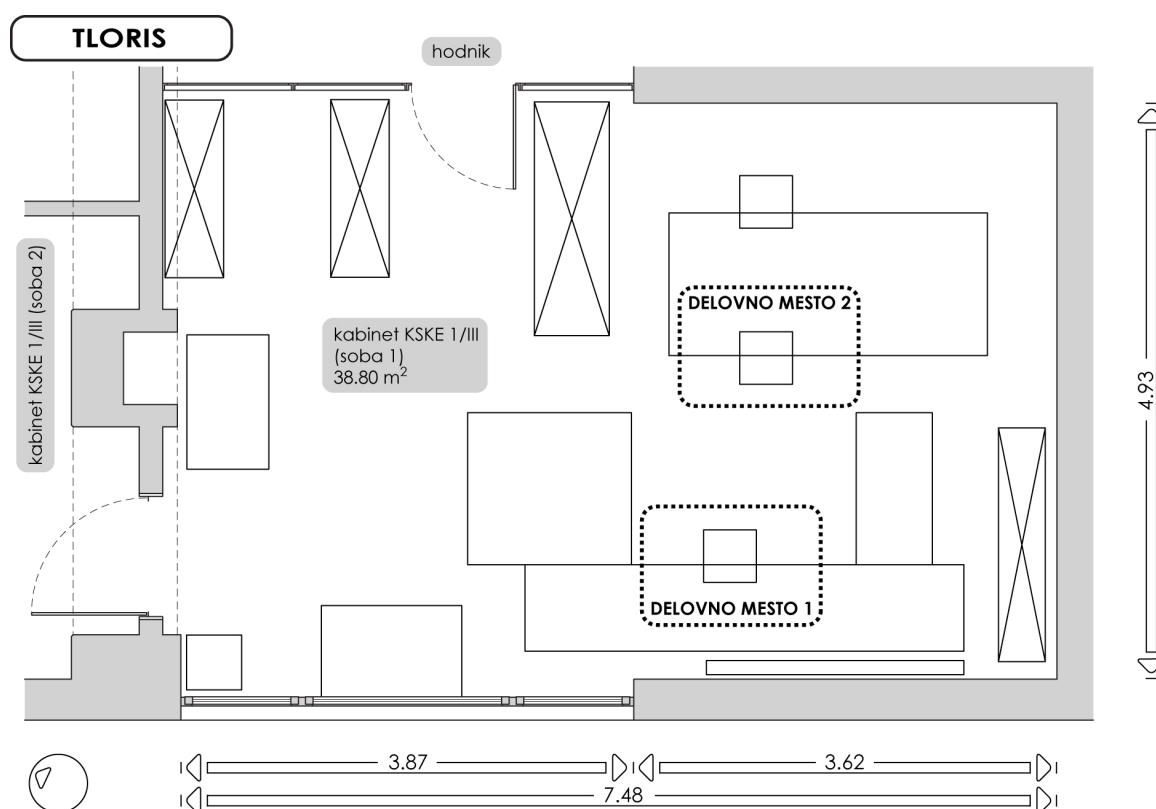 TLORIS
hodnik
kabinet KSKE 1/III (soba 2)
kabinet KSKE 1/III
(soba 1)
38.80 m²
DELOVNO MESTO 2
DELOVNO MESTO 1
4.93
3.87
3.62
7.48